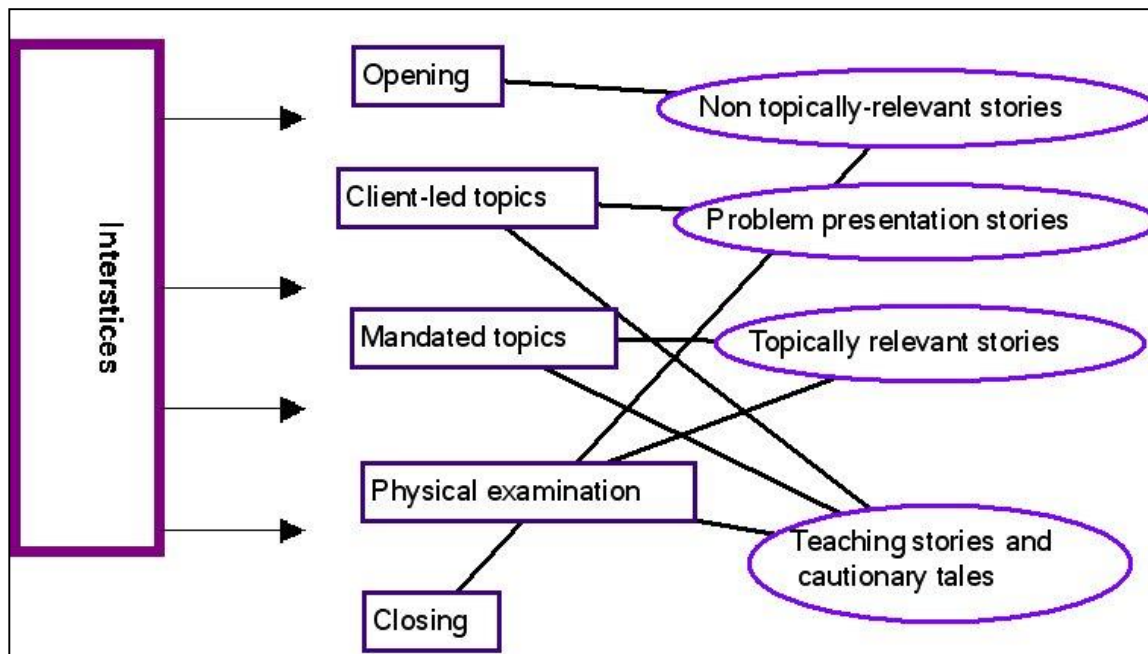 Interstices
Opening
Client-led topics
Mandated topics
Physical examination
Closing
Non topically-relevant stories
Problem presentation stories
Topically relevant stories
Teaching stories and
cautionary tales